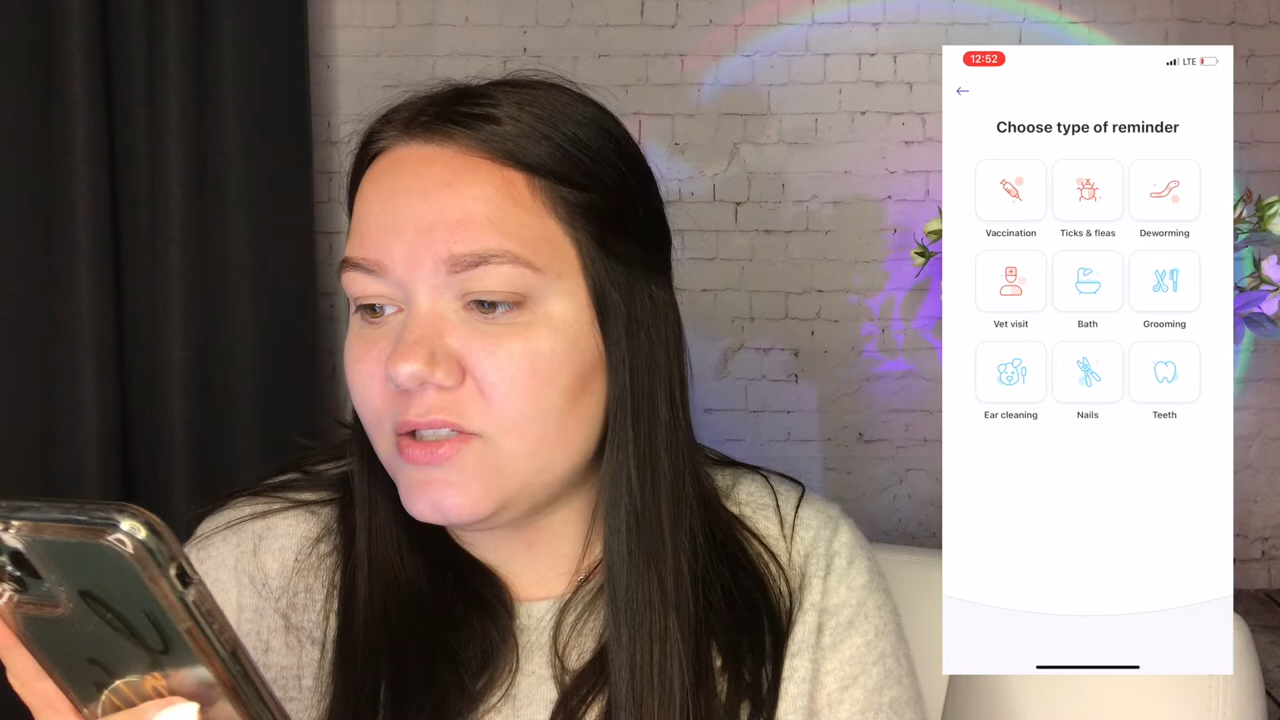 12:52 LTE
Choose type of reminder
Vaccination Ticks & fleas Deworming
Vet visit Bath Grooming
Ear cleaning Nails Teeth